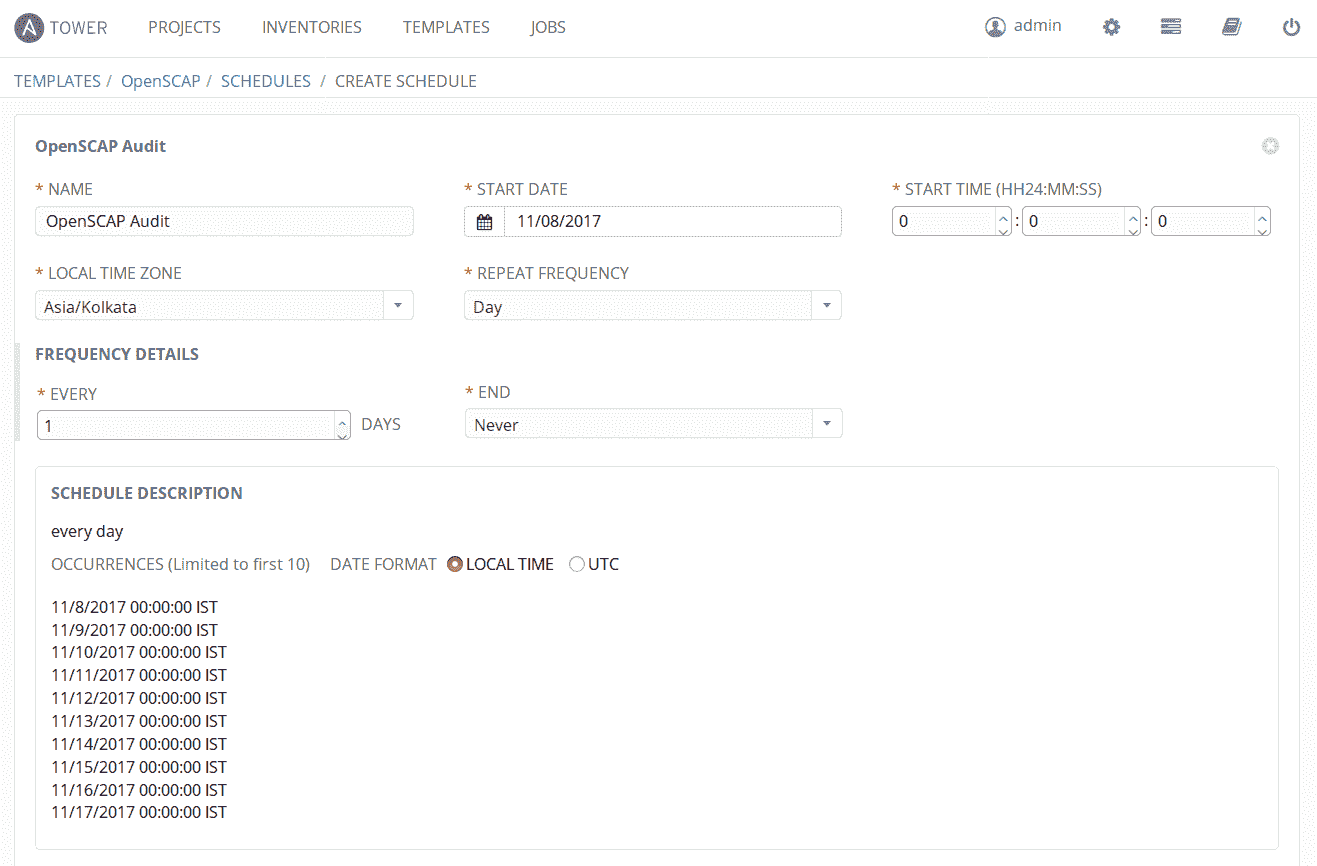 TOWER PROJECTS INVENTORIES TEMPLATES JOBS admin
TEMPLATES / OpenSCAP / SCHEDULES / CREATE SCHEDULE
OpenSCAP Audit
* NAME * START DATE * START TIME (HH24:MM:SS)
OpenSCAP Audit 11/08/2017 0 : 0 : 0
* LOCAL TIME ZONE * REPEAT FREQUENCY
Asia/Kolkata Day
FREQUENCY DETAILS
* EVERY * END
1 DAYS Never
SCHEDULE DESCRIPTION
every day
OCCURRENCES (Limited to first 10) DATE FORMAT LOCAL TIME UTC
11/8/2017 00:00:00 IST
11/9/2017 00:00:00 IST
11/10/2017 00:00:00 IST
11/11/2017 00:00:00 IST
11/12/2017 00:00:00 IST
11/13/2017 00:00:00 IST
11/14/2017 00:00:00 IST
11/15/2017 00:00:00 IST
11/16/2017 00:00:00 IST
11/17/2017 00:00:00 IST